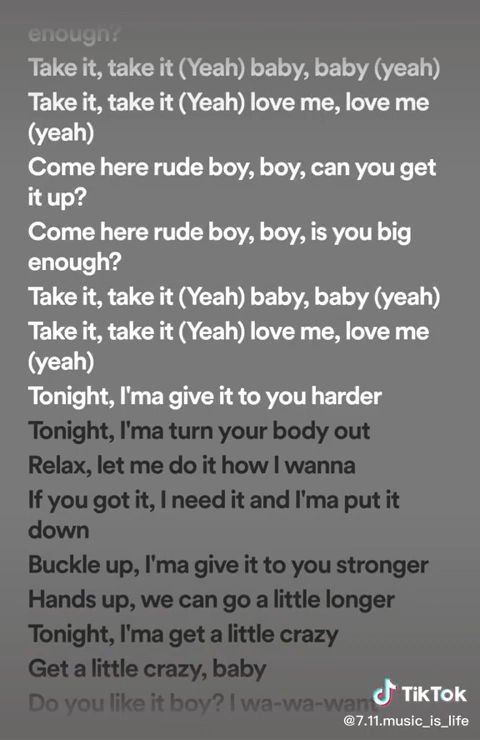 enough?
Take it, take it (Yeah) baby, baby (yeah)
Take it, take it (Yeah) love me, love me
(yeah)
Come here rude boy, boy, can you get
it up?
Come here rude boy, boy, is you big
enough?
Take it, take it (Yeah) baby, baby (yeah)
Take it, take it (Yeah) love me, love me
(yeah)
Tonight, I'ma give it to you harder
Tonight, I'ma turn your body out
Relax, let me do it how I wanna
If you got it, I need it and I'ma put it
down
Buckle up, I'ma give it to you stronger
Hands up, we can go a little longer
Tonight, I'ma get a little crazy
Get a little crazy, baby
Do you like it boy? I wa-wa-want
TikTok
@7.11.music_is_life